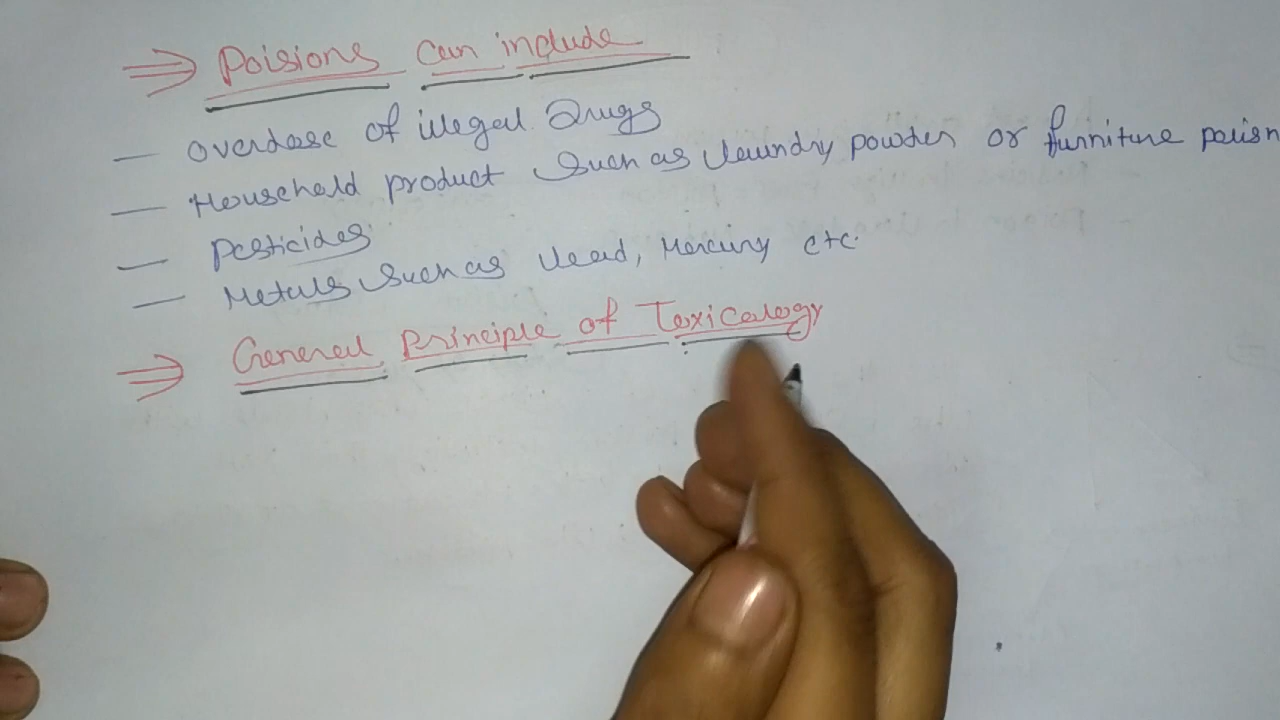 ⇒ Poisions can include
— overdose of illegal Drugs
— Household product such as laundry powder or furniture polish
— Pesticides
— Metals such as lead, Mercury etc.
⇒ General Principle of Toxicology